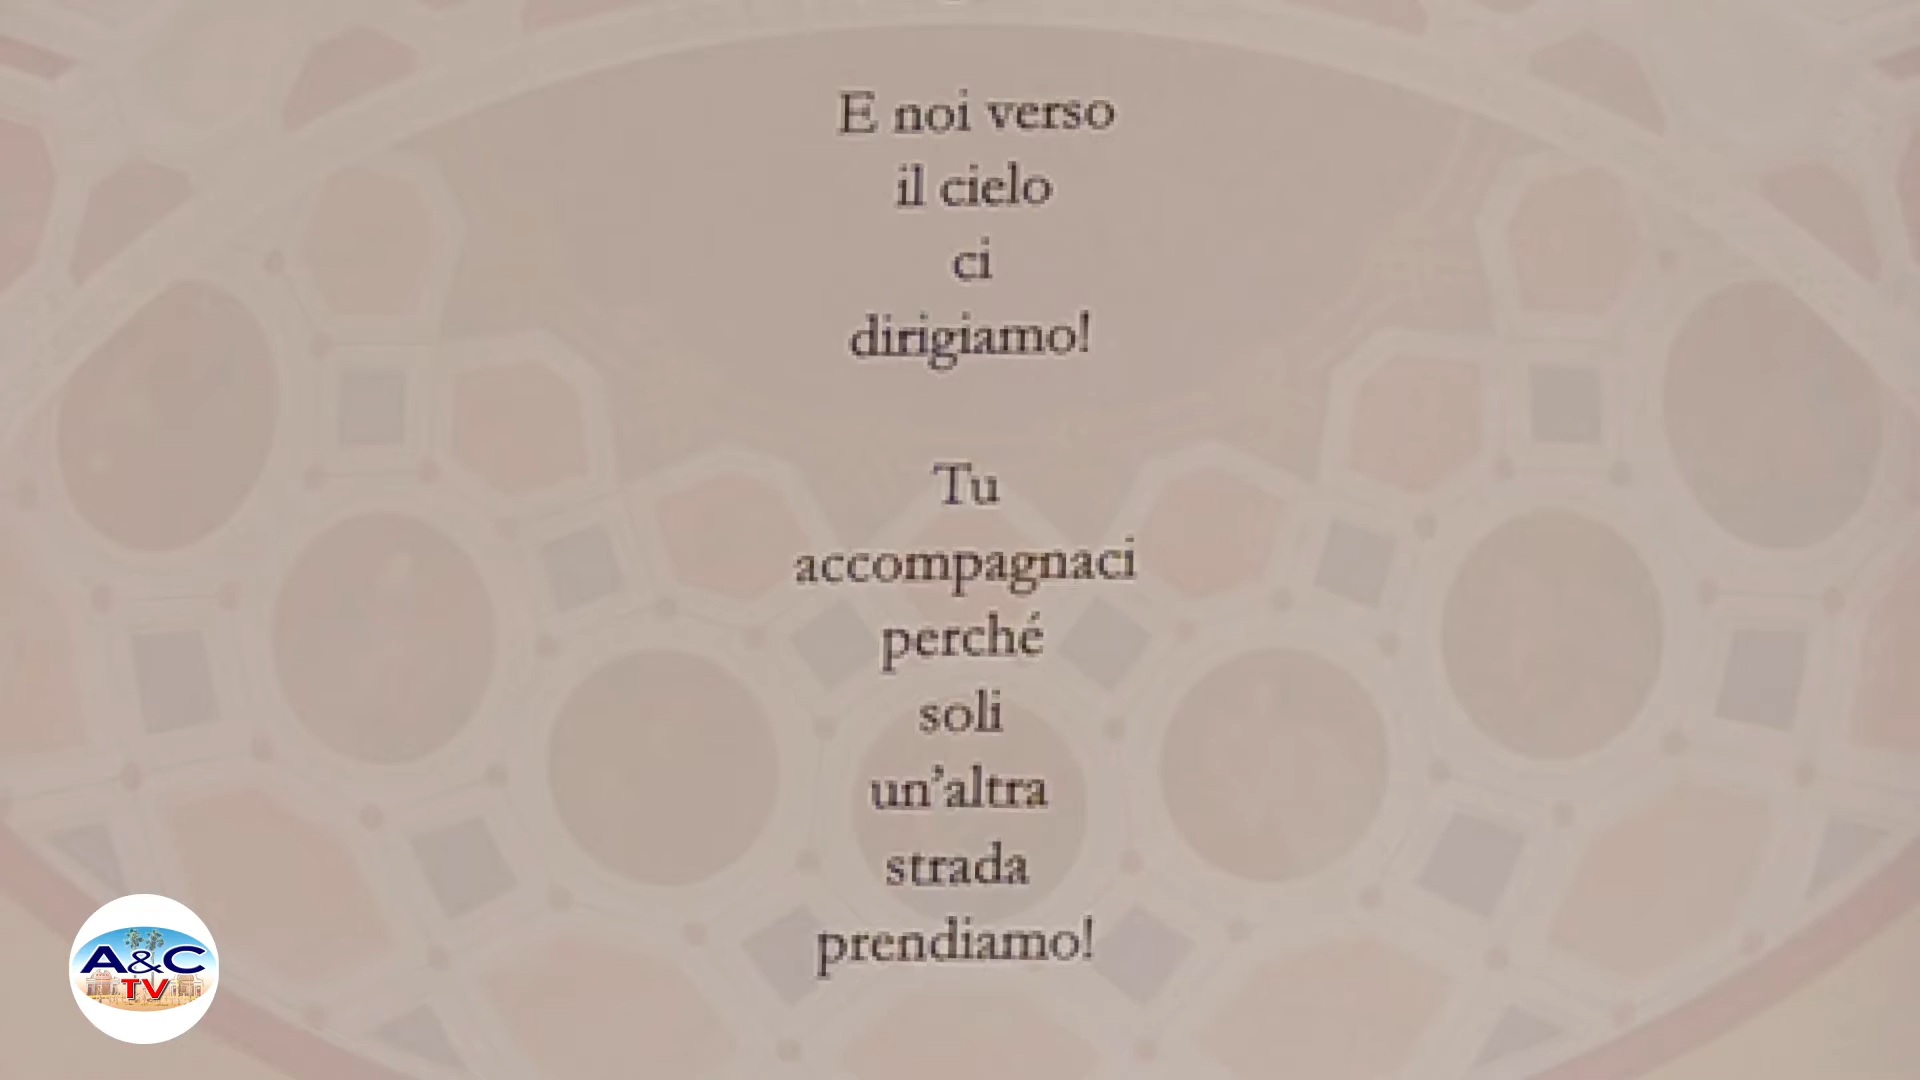 E noi verso
il cielo
ci
dirigiamo!
Tu
accompagnaci
perché
soli
un'altra
strada
prendiamo!
A&C
TV